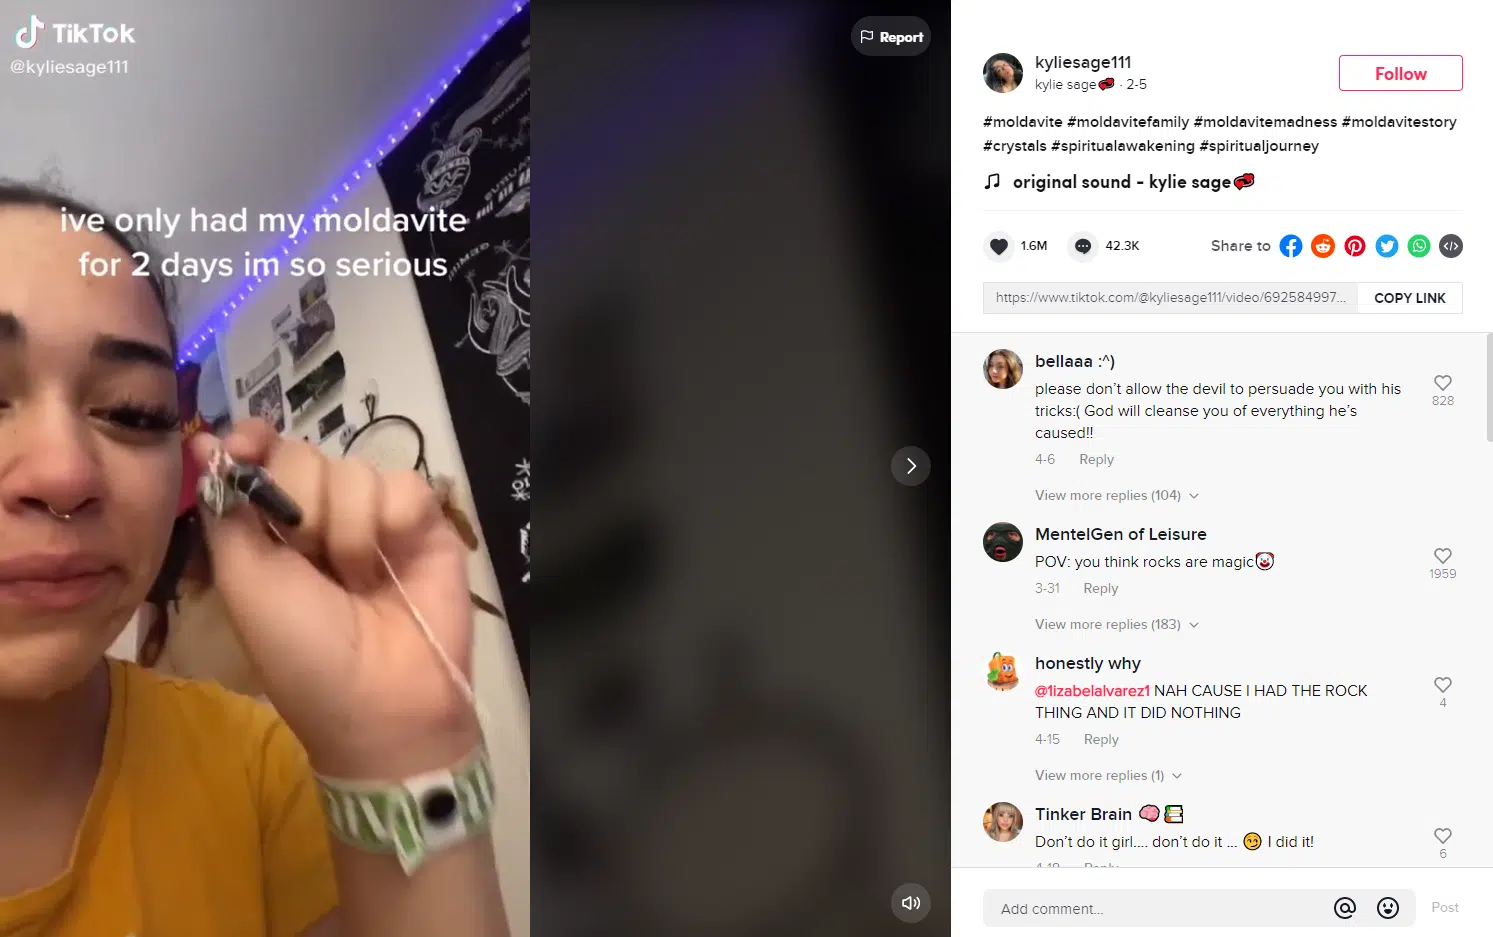 TikTok
@kyliesage111
ive only had my moldavite
for 2 days im so serious
Report
kyliesage111
kylie sage💋 · 2-5
Follow
#moldavite #moldavitefamily #moldavitemadness #moldavitestory
#crystals #spiritualawakening #spiritualjourney
original sound - kylie sage💋
1.6M
42.3K
Share to
https://www.tiktok.com/@kyliesage111/video/692584997...
COPY LINK
bellaaa :^)
please don’t allow the devil to persuade you with his
tricks:( God will cleanse you of everything he’s
caused!!
828
4-6 Reply
View more replies (104)
MentelGen of Leisure
POV: you think rocks are magic🤡
1959
3-31 Reply
View more replies (183)
honestly why
@1izabelalvarez1 NAH CAUSE I HAD THE ROCK
THING AND IT DID NOTHING
4
4-15 Reply
View more replies (1)
Tinker Brain 🧠📚
Don’t do it girl.... don’t do it ... 😏 I did it!
6
Reply
Add comment...
Post